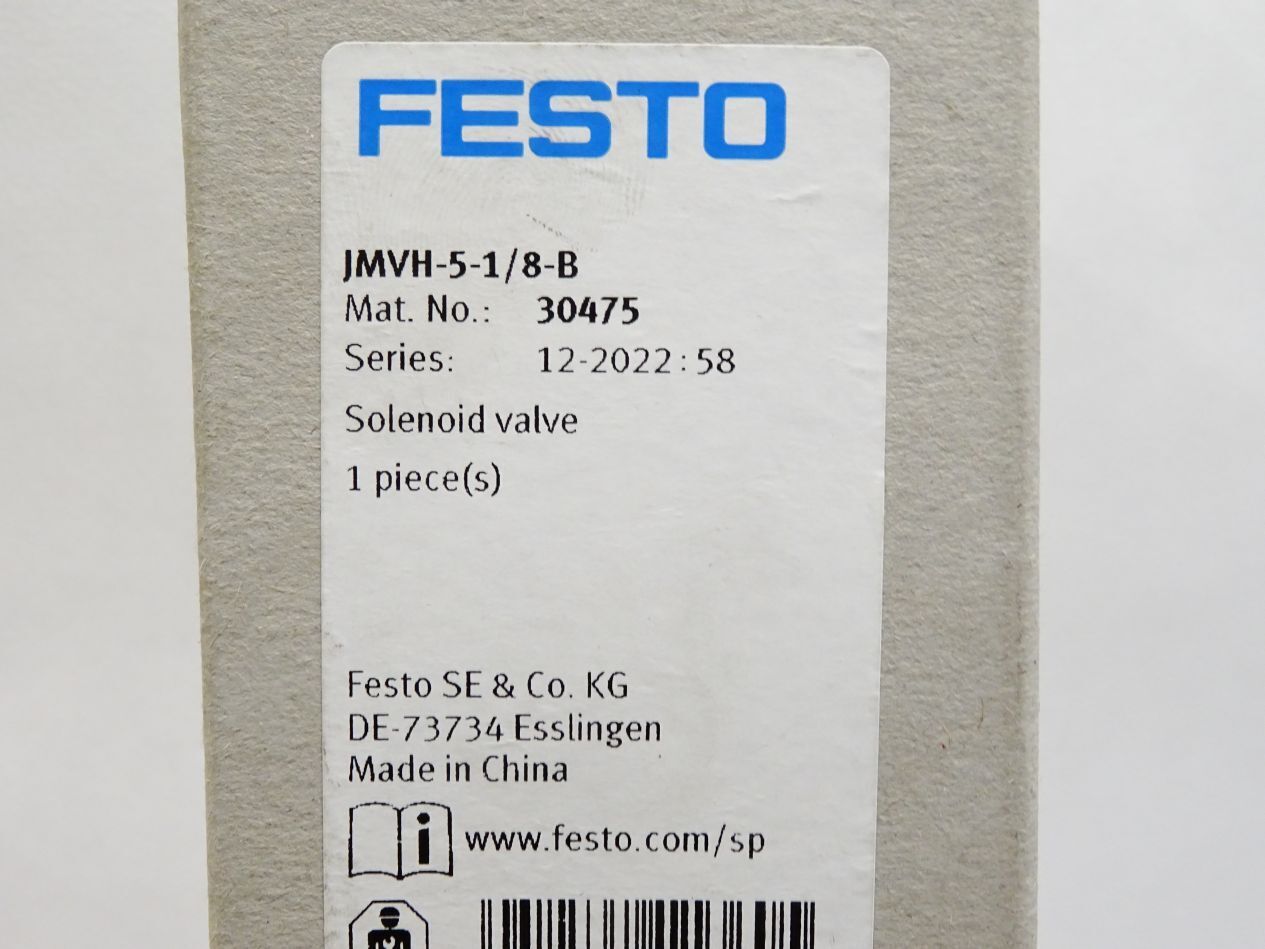 FESTO
JMVH-5-1/8-B
Mat. No.: 30475
Series: 12-2022:58
Solenoid valve
1 piece(s)
Festo SE & Co. KG
DE-73734 Esslingen
Made in China
i www.festo.com/sp